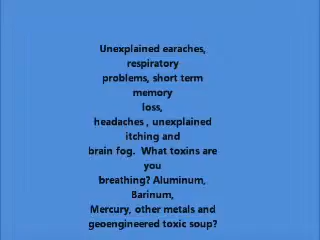 Unexplained earaches,
respiratory
problems, short term
memory
loss,
headaches , unexplained
itching and
brain fog.  What toxins are
you
breathing? Aluminum,
Barinum,
Mercury, other metals and
geoengineered toxic soup?